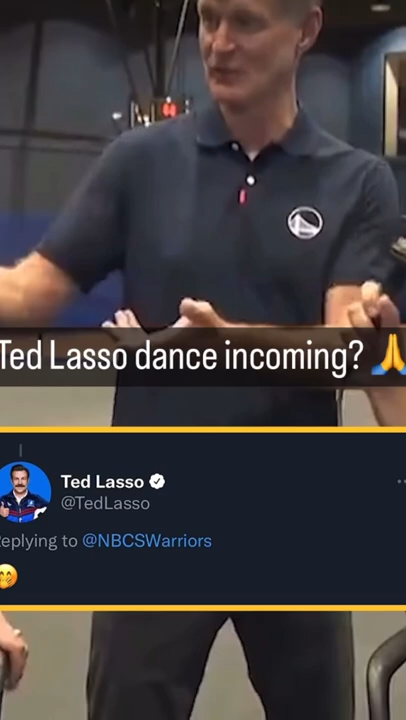 Ted Lasso dance incoming? 🙏
Ted Lasso
@TedLasso
eplying to @NBCSWarriors
🤭